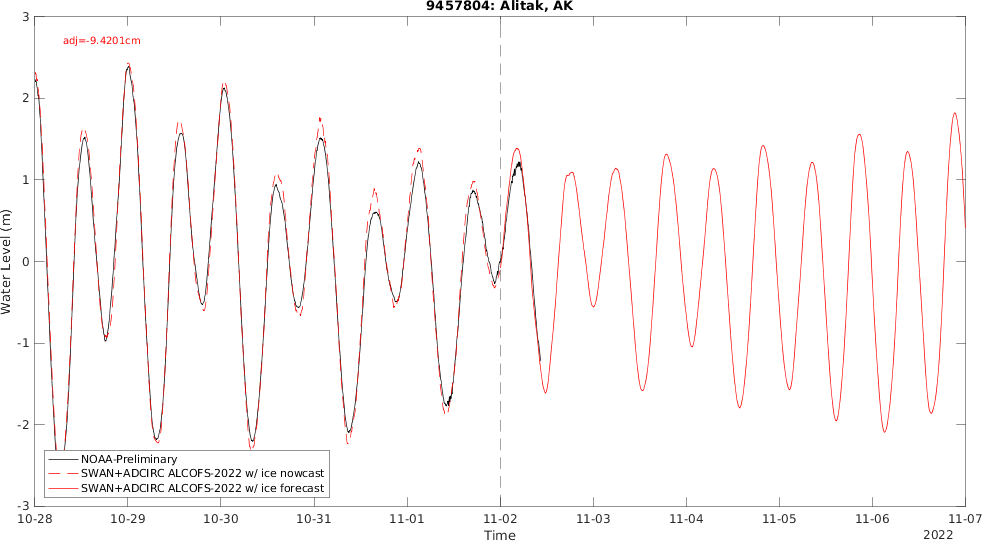 9457804: Alitak, AK
adj=-9.4201cm
Water Level (m)
3
2
1
0
-1
-2
-3
NOAA-Preliminary
SWAN+ADCIRC ALCOFS-2022 w/ ice nowcast
SWAN+ADCIRC ALCOFS-2022 w/ ice forecast
10-28 10-29 10-30 10-31 11-01 11-02 11-03 11-04 11-05 11-06 11-07
Time
2022